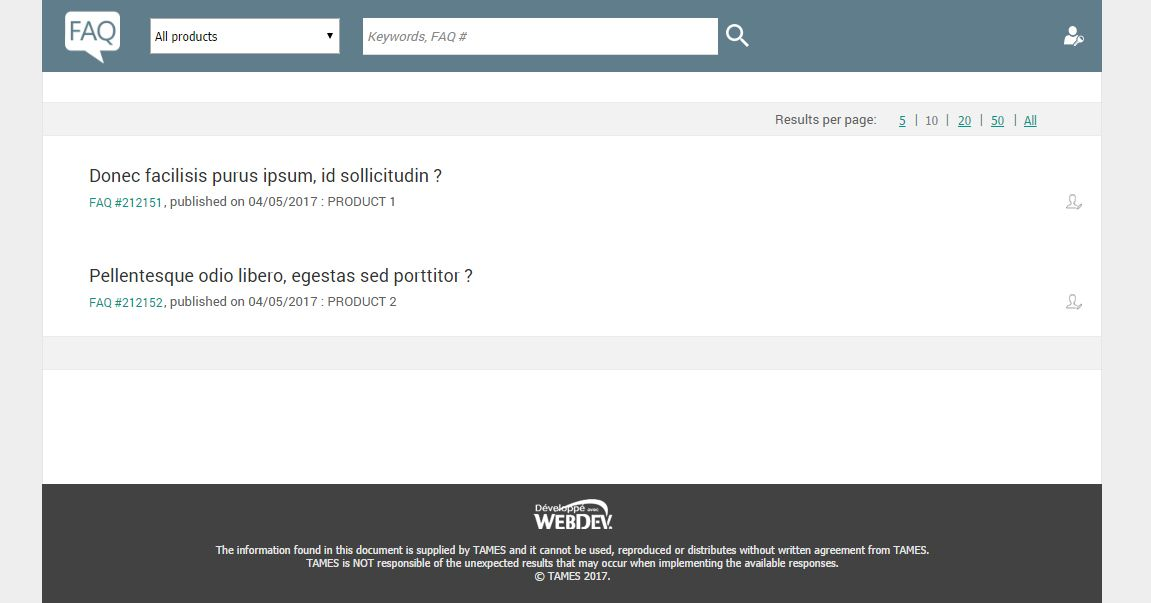 FAQ
All products
Keywords, FAQ #
Results per page: 5 | 10 | 20 | 50 | All
Donec facilisis purus ipsum, id sollicitudin ?
FAQ #212151, published on 04/05/2017 : PRODUCT 1
Pellentesque odio libero, egestas sed porttitor ?
FAQ #212152, published on 04/05/2017 : PRODUCT 2
Développé avec
WEBDEV
The information found in this document is supplied by TAMES and it cannot be used, reproduced or distributes without written agreement from TAMES.
TAMES is NOT responsible of the unexpected results that may occur when implementing the available responses.
© TAMES 2017.